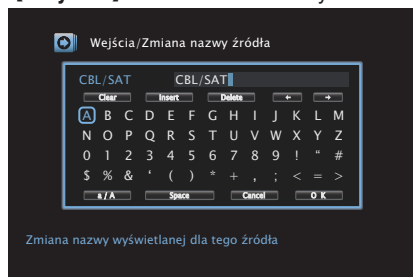 Wejścia/Zmiana nazwy źródła
CBL/SAT CBL/SAT
Clear Insert Delete ← →
A B C D E F G H I J K L M
N O P Q R S T U V W X Y Z
0 1 2 3 4 5 6 7 8 9 ! “ #
$ % & ‘ ( ) * + , ; < = >
a / A Space Cancel O K
Zmiana nazwy wyświetlanej dla tego źródła